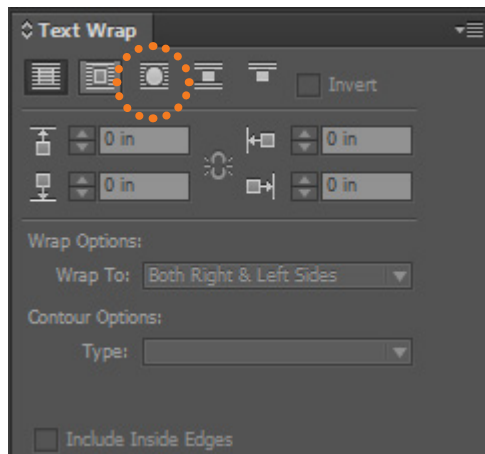 Text Wrap
Invert
0 in 0 in
0 in 0 in
Wrap Options:
Wrap To: Both Right & Left Sides
Contour Options:
Type:
Include Inside Edges